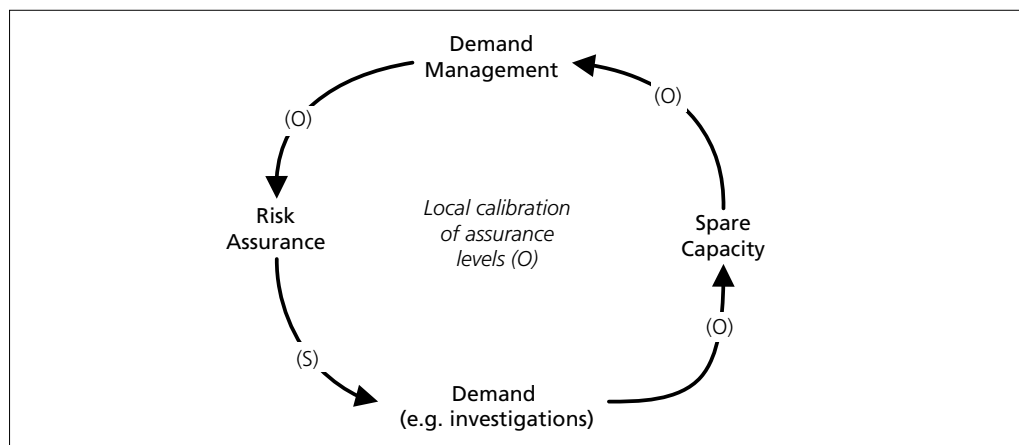 Demand
Management
(O)
(O)
Risk
Assurance
Local calibration
of assurance
levels (O)
Spare
Capacity
(S)
(O)
Demand
(e.g. investigations)